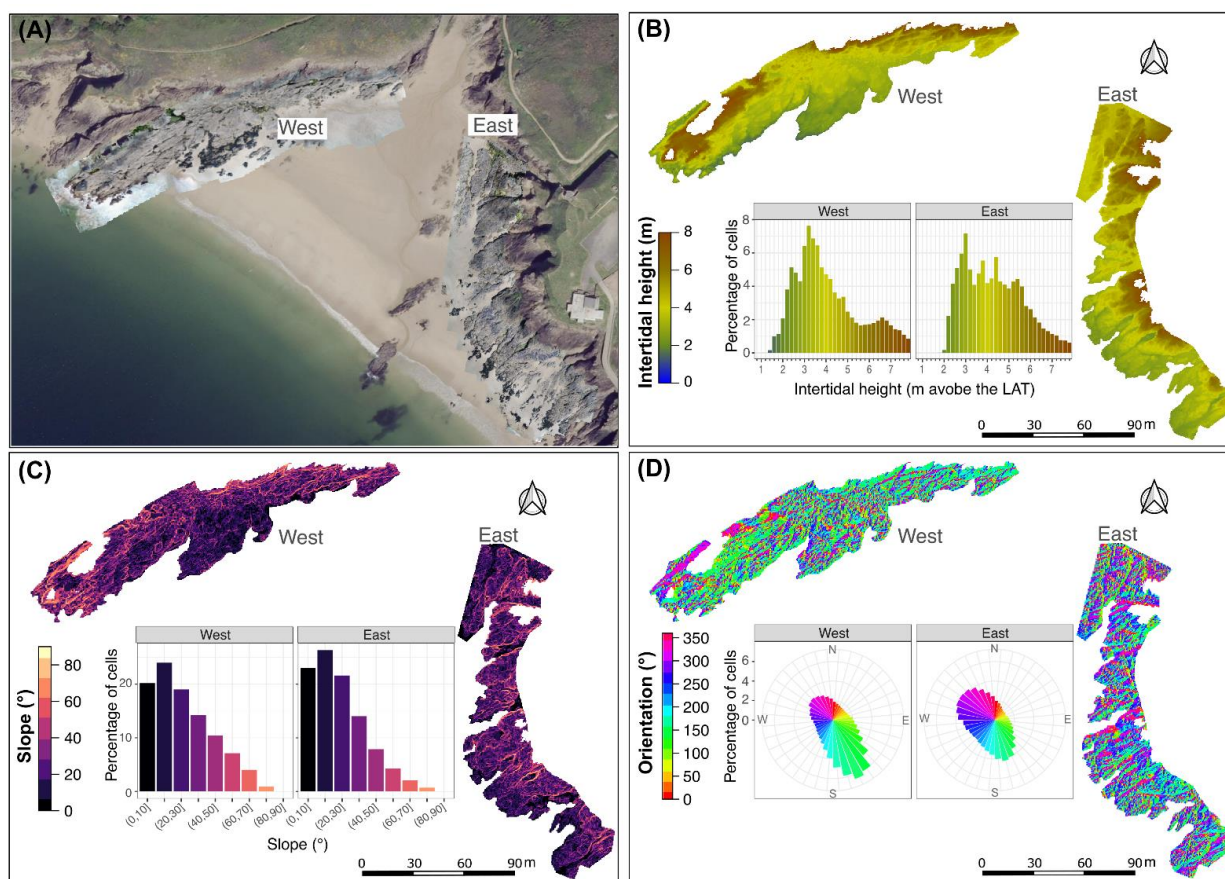 (A)
West
East
(B)
West
East
West
East
Percentage of cells
8
6
4
2
0
1 2 3 4 5 6 7
1 2 3 4 5 6 7
Intertidal height (m avobe the LAT)
Intertidal height (m)
8
6
4
2
0
0 30 60 90 m
(C)
West
East
West
East
Percentage of cells
20
10
0
(0,10] (20,30] (40,50] (60,70] (80,90]
(0,10] (20,30] (40,50] (60,70] (80,90]
Slope (°)
Slope (°)
80
60
40
20
0
0 30 60 90 m
(D)
West
East
West
East
Percentage of cells
6
4
2
0
N
W
E
S
N
W
E
S
Orientation (°)
350
300
250
200
150
100
50
0
0 30 60 90 m